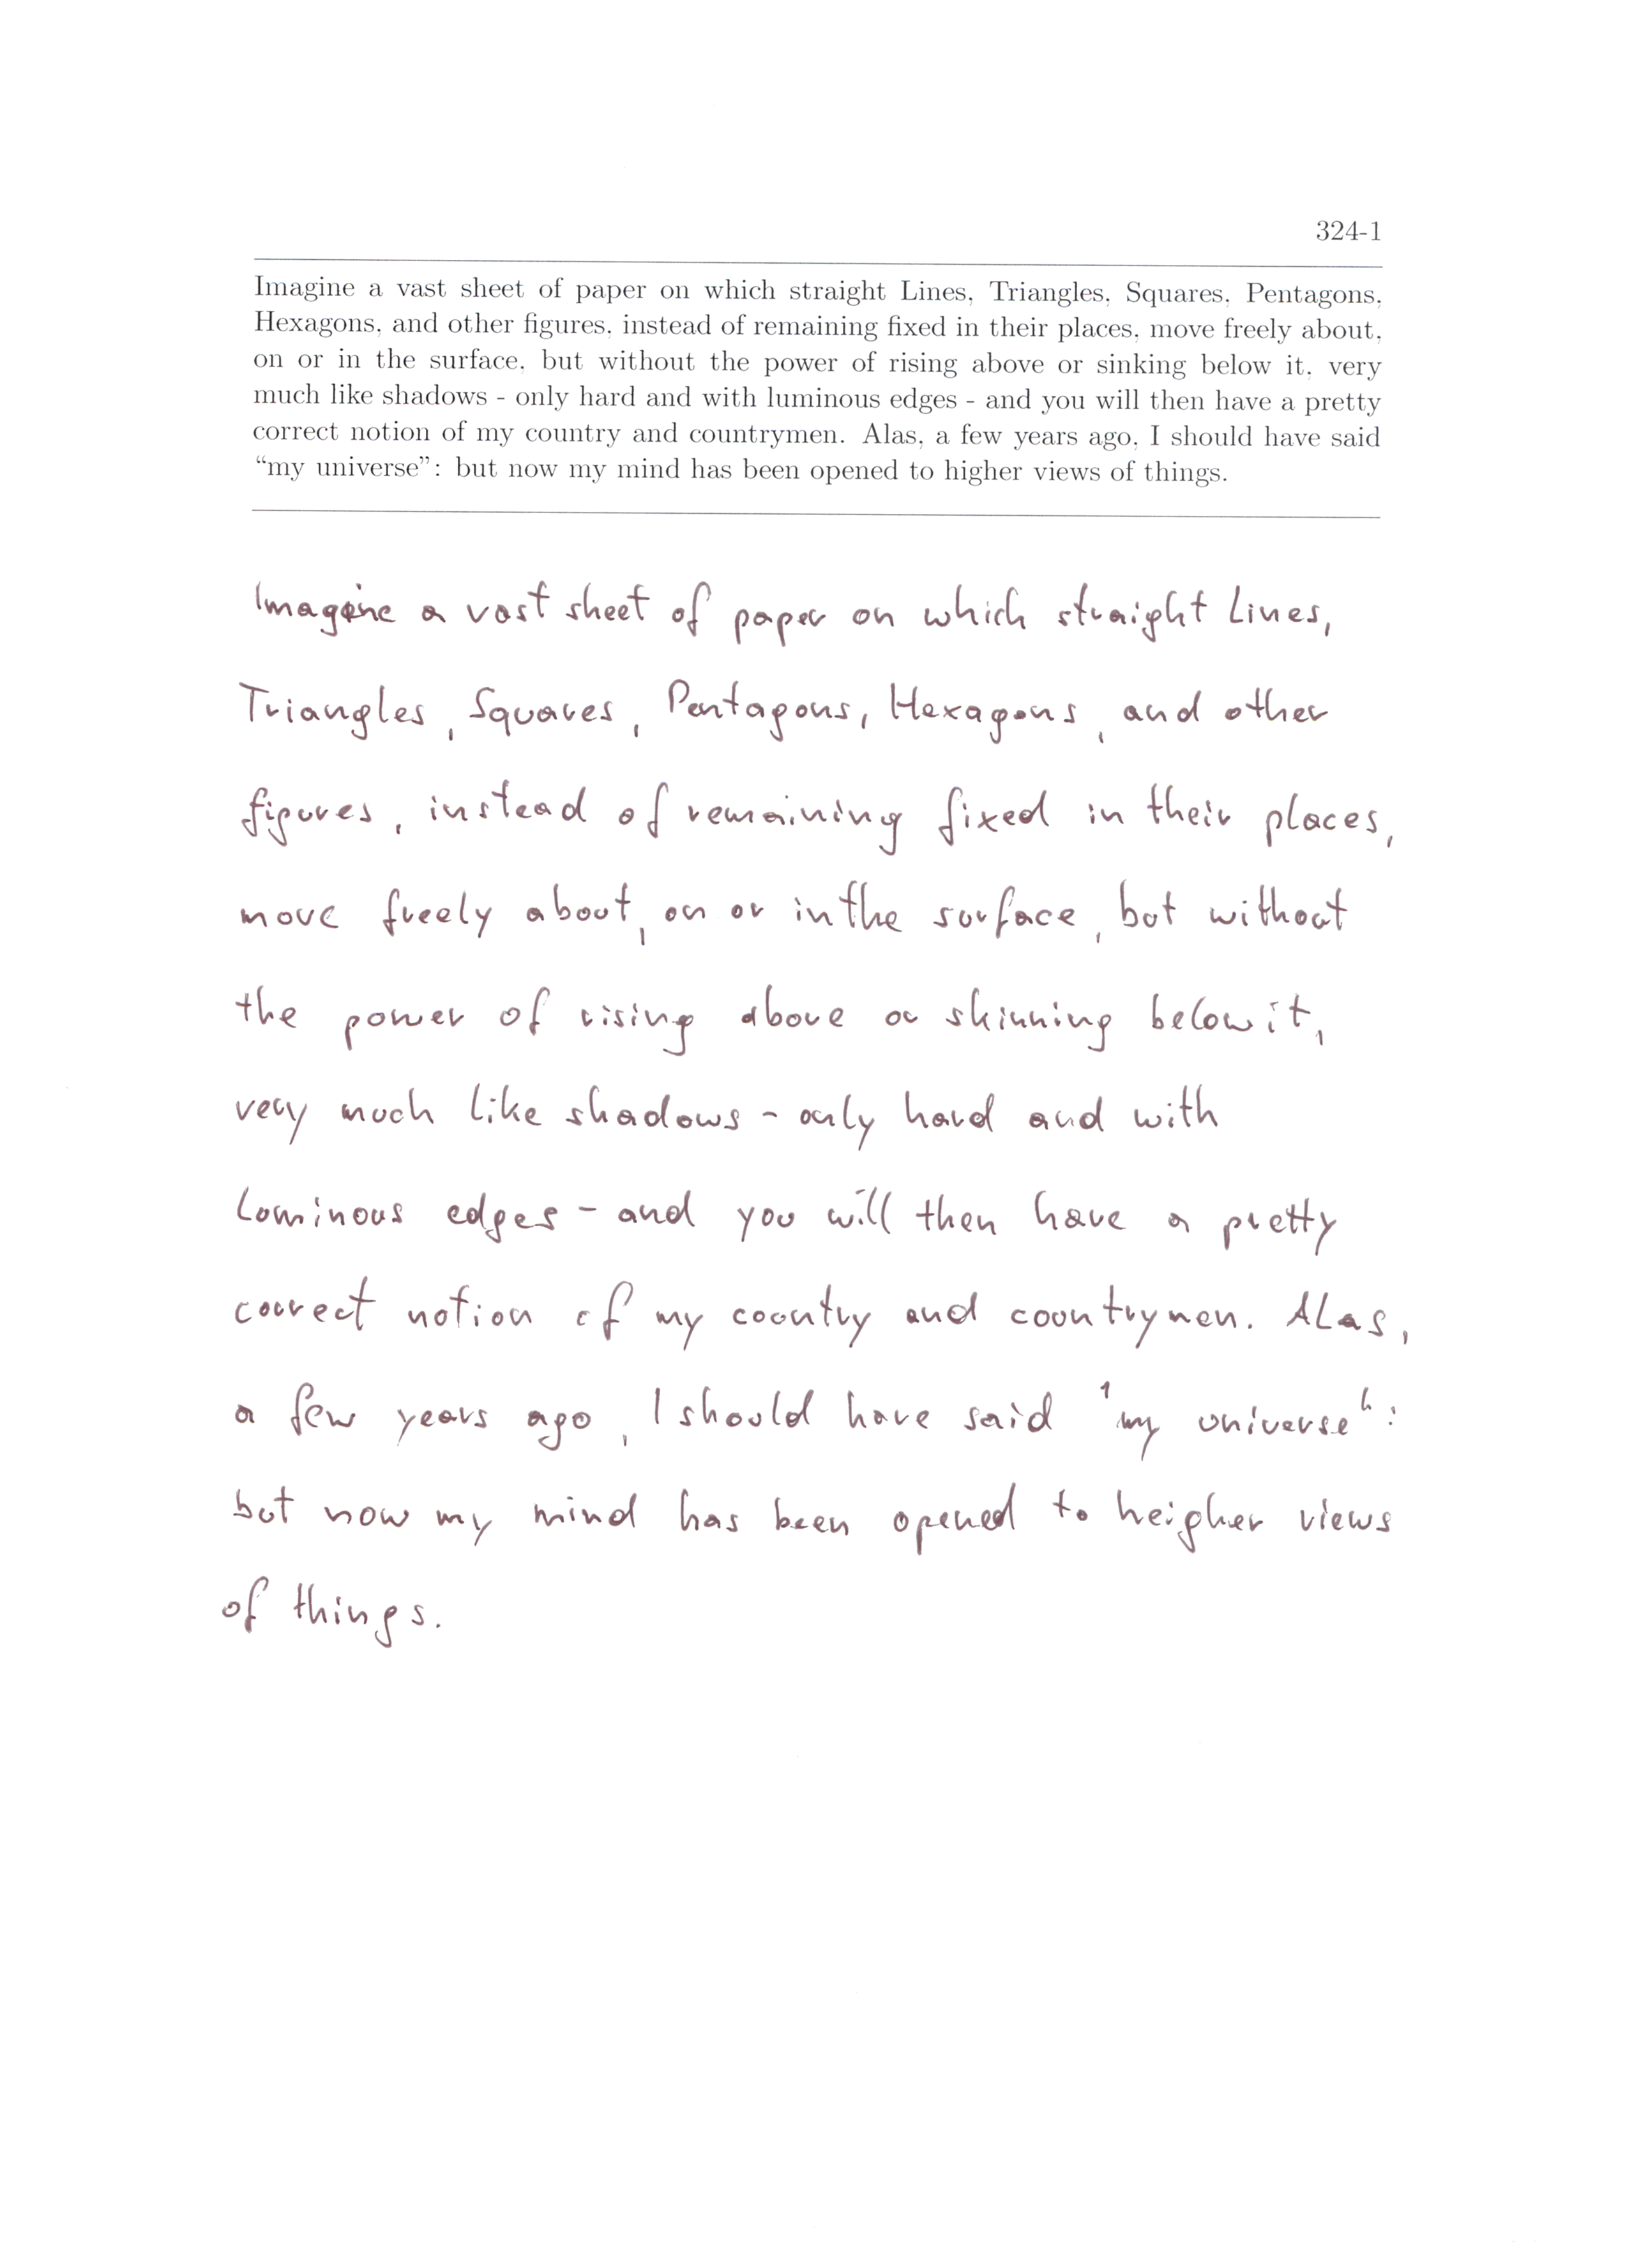 324-1
Imagine a vast sheet of paper on which straight Lines, Triangles, Squares, Pentagons,
Hexagons, and other figures, instead of remaining fixed in their places, move freely about,
on or in the surface, but without the power of rising above or sinking below it, very
much like shadows - only hard and with luminous edges - and you will then have a pretty
correct notion of my country and countrymen. Alas, a few years ago, I should have said
“my universe”: but now my mind has been opened to higher views of things.
Imagine a vast sheet of paper on which straight Lines,
Triangles, Squares, Pentagons, Hexagons, and other
figures, instead of remaining fixed in their places,
move freely about, on or in the surface, but without
the power of rising above or skinning below it,
very much like shadows - only hard and with
luminous edges - and you will then have a pretty
correct notion of my country and countrymen. Alas,
a few years ago, I should have said "my universe":
but now my mind has been opened to heigher views
of things.